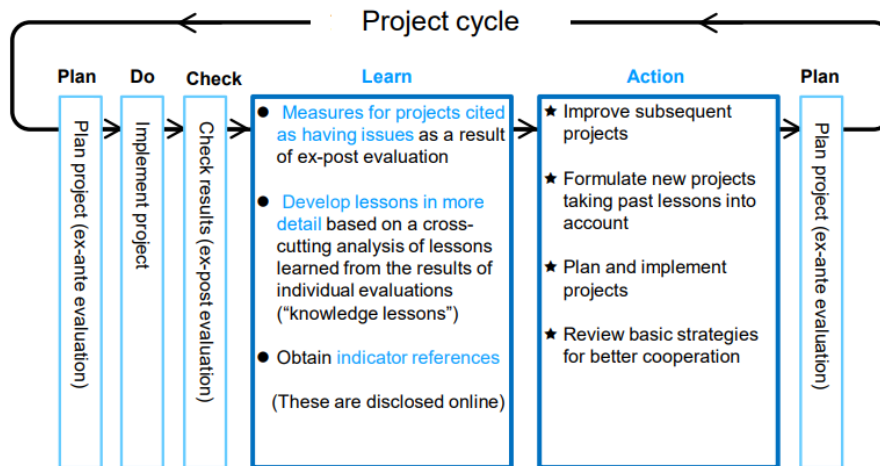 Project cycle
Plan
Do
Check
Learn
Action
Plan
Plan project (ex-ante evaluation)
Implement project
Check results (ex-post evaluation)
● Measures for projects cited
as having issues as a result
of ex-post evaluation
● Develop lessons in more
detail based on a cross-
cutting analysis of lessons
learned from the results of
individual evaluations
(“knowledge lessons”)
● Obtain indicator references
(These are disclosed online)
★ Improve subsequent
projects
★ Formulate new projects
taking past lessons into
account
★ Plan and implement
projects
★ Review basic strategies
for better cooperation
Plan project (ex-ante evaluation)